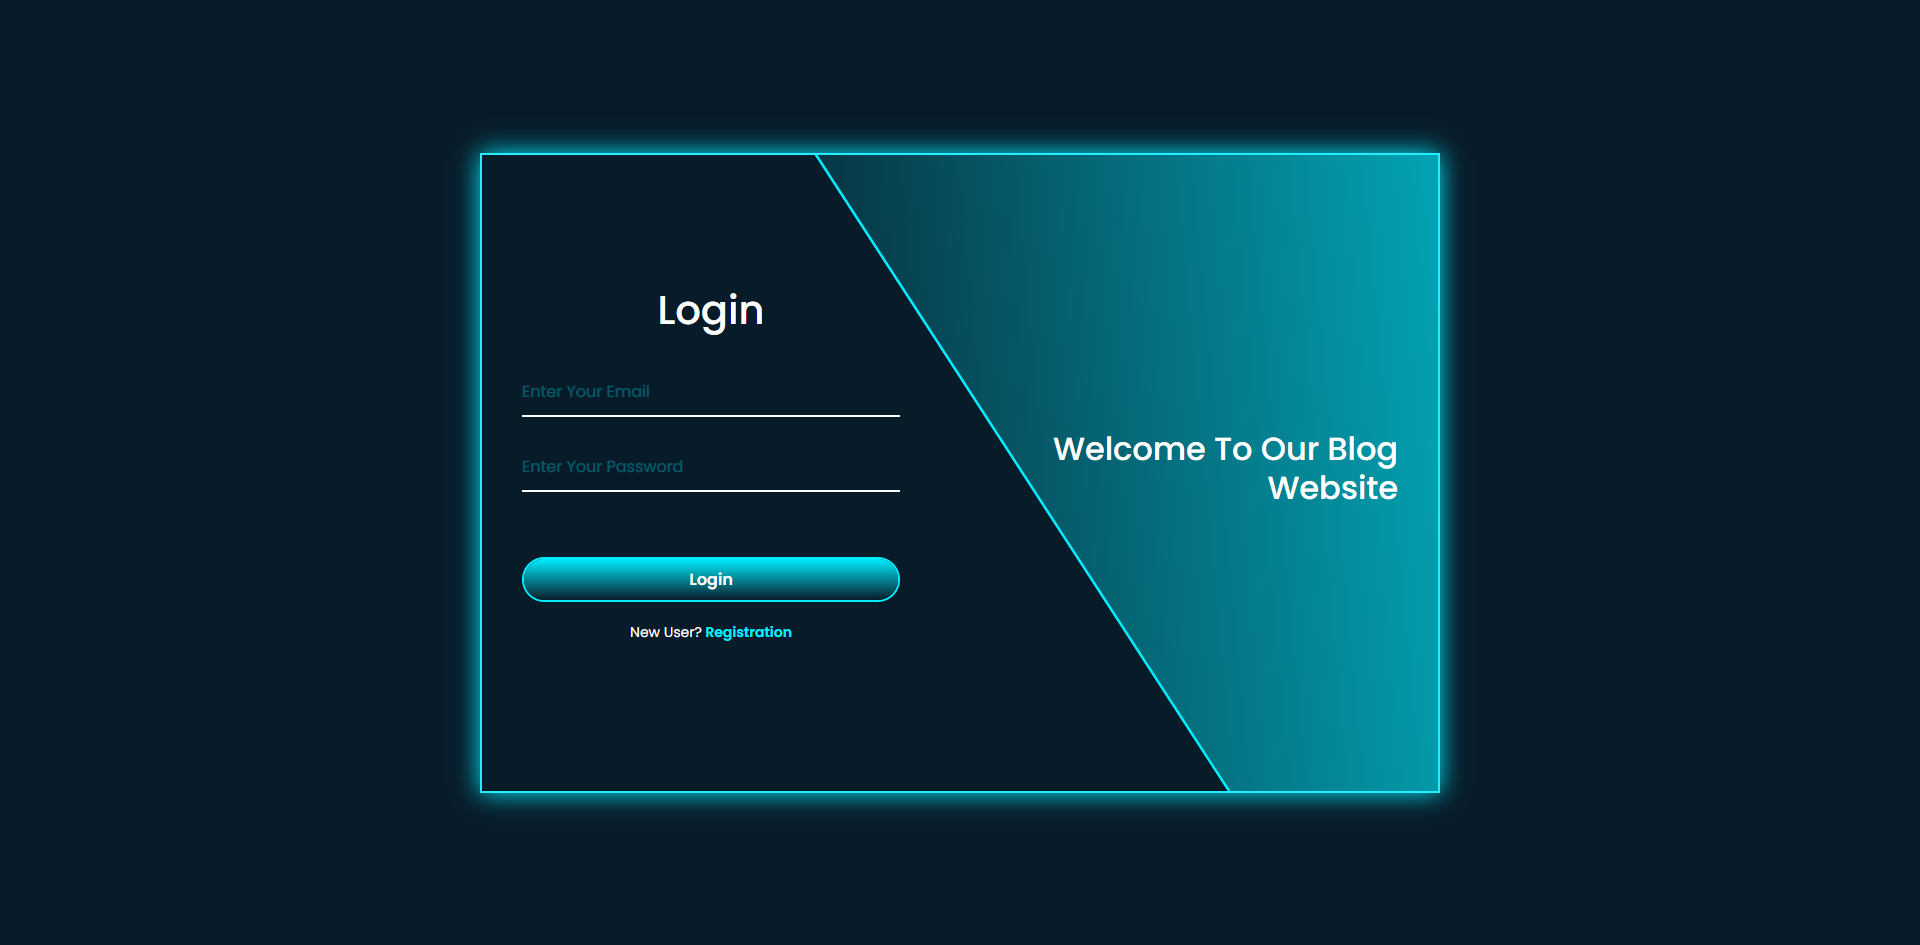 Login
Enter Your Email
Enter Your Password
Login
New User? Registration
Welcome To Our Blog
Website